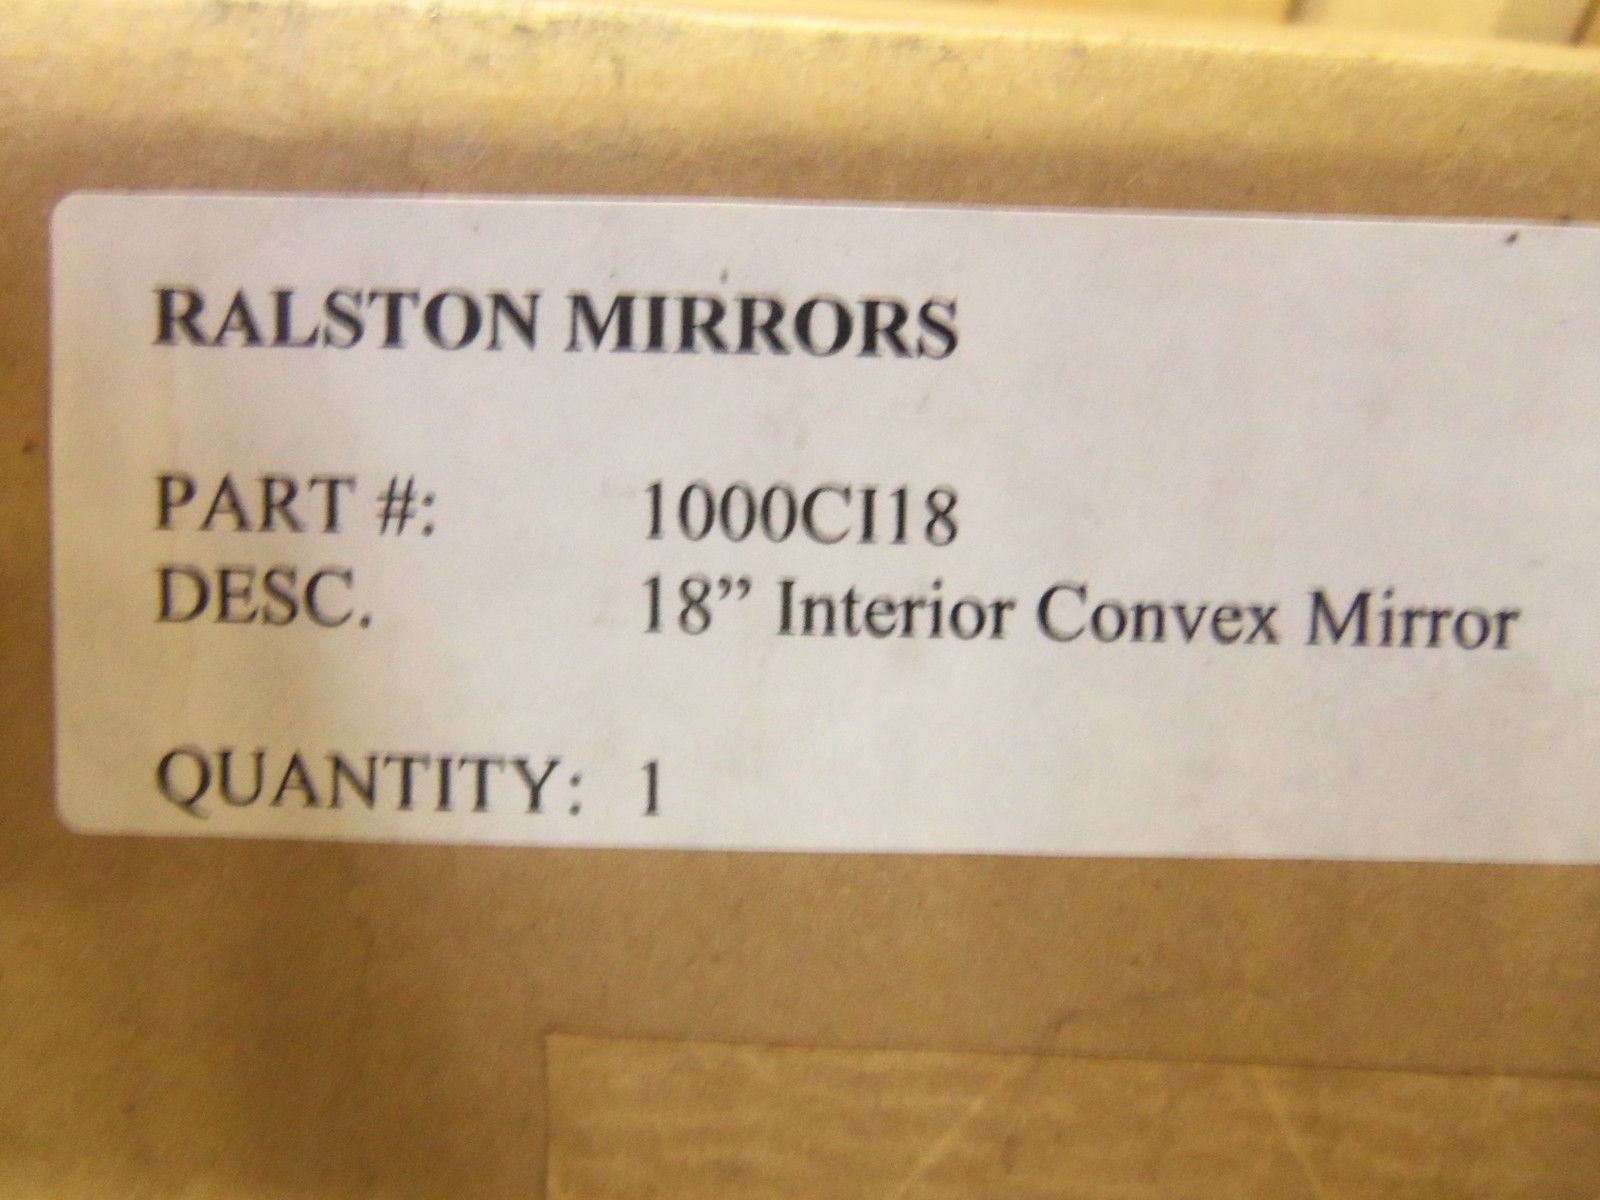 RALSTON MIRRORS
PART #: 1000CI18
DESC. 18” Interior Convex Mirror
QUANTITY: 1